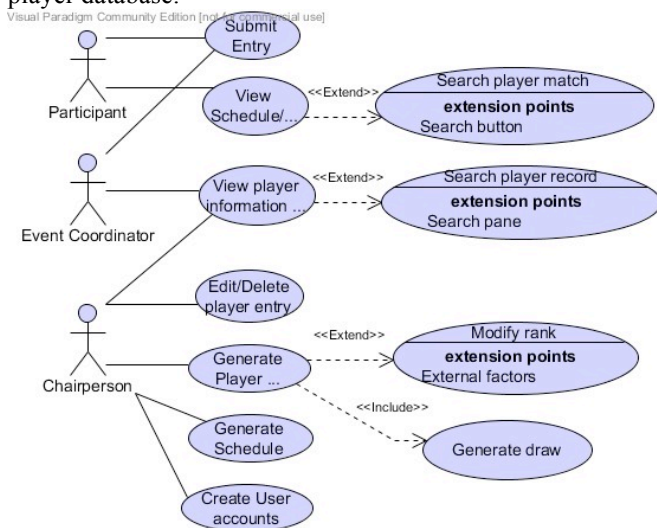 player database.
Visual Paradigm Community Edition [not for commercial use]
Submit
Entry
Participant
View
Schedule/...
<<Extend>>
Search player match
extension points
Search button
Event Coordinator
View player
information ...
<<Extend>>
Search player record
extension points
Search pane
Edit/Delete
player entry
Chairperson
Generate
Player ...
<<Extend>>
Modify rank
extension points
External factors
<<Include>>
Generate draw
Generate
Schedule
Create User
accounts